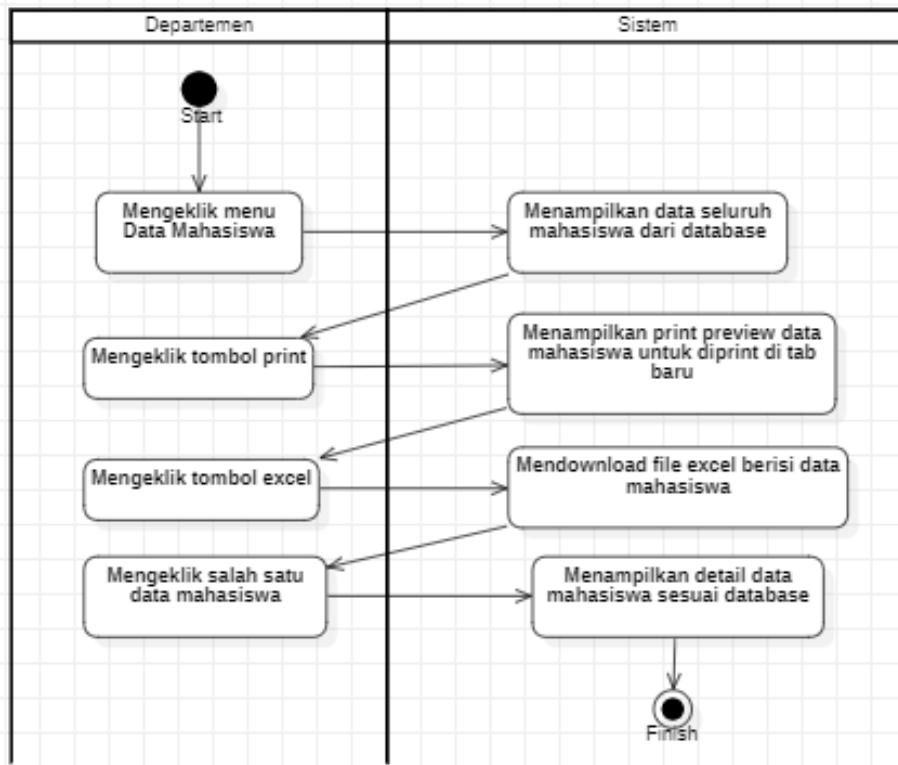 Departemen
Sistem
Start
Mengeklik menu
Data Mahasiswa
Menampilkan data seluruh
mahasiswa dari database
Mengeklik tombol print
Menampilkan print preview data
mahasiswa untuk diprint di tab
baru
Mengeklik tombol excel
Mendownload file excel berisi data
mahasiswa
Mengeklik salah satu
data mahasiswa
Menampilkan detail data
mahasiswa sesuai database
Finish